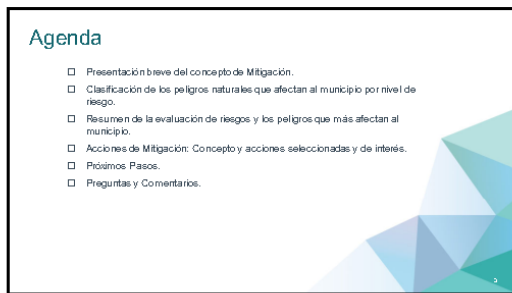 Agenda
☐ Presentación breve del concepto de Mitigación.
☐ Clasificación de los peligros naturales que afectan al municipio por nivel de
riesgo.
☐ Resumen de la evaluación de riesgos y los peligros que más afectan al
municipio.
☐ Acciones de Mitigación: Concepto y acciones seleccionadas y de interés.
☐ Próximos Pasos.
☐ Preguntas y Comentarios.